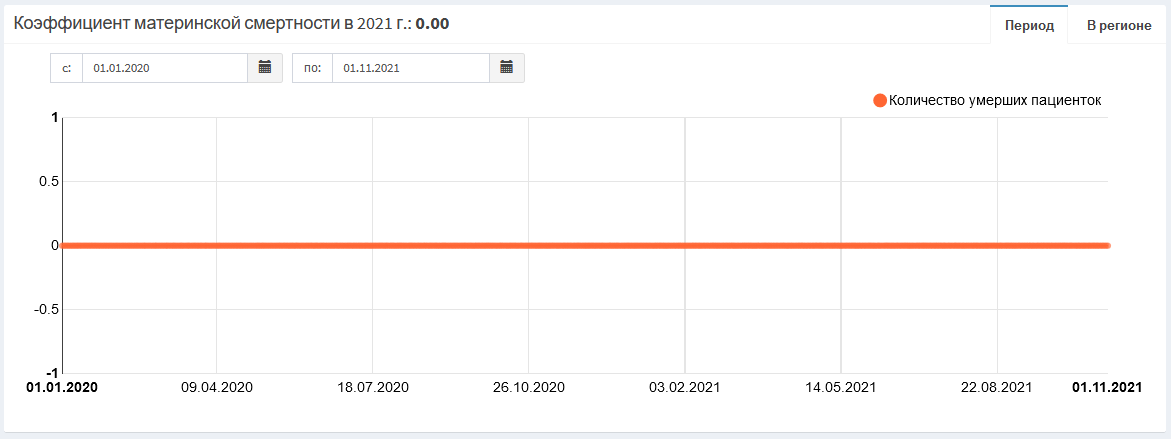 Коэффициент материнской смертности в 2021 г.: 0.00
Период
В регионе
с: 01.01.2020
по: 01.11.2021
Количество умерших пациенток
1
0.5
0
-0.5
-1
01.01.2020 09.04.2020 18.07.2020 26.10.2020 03.02.2021 14.05.2021 22.08.2021 01.11.2021